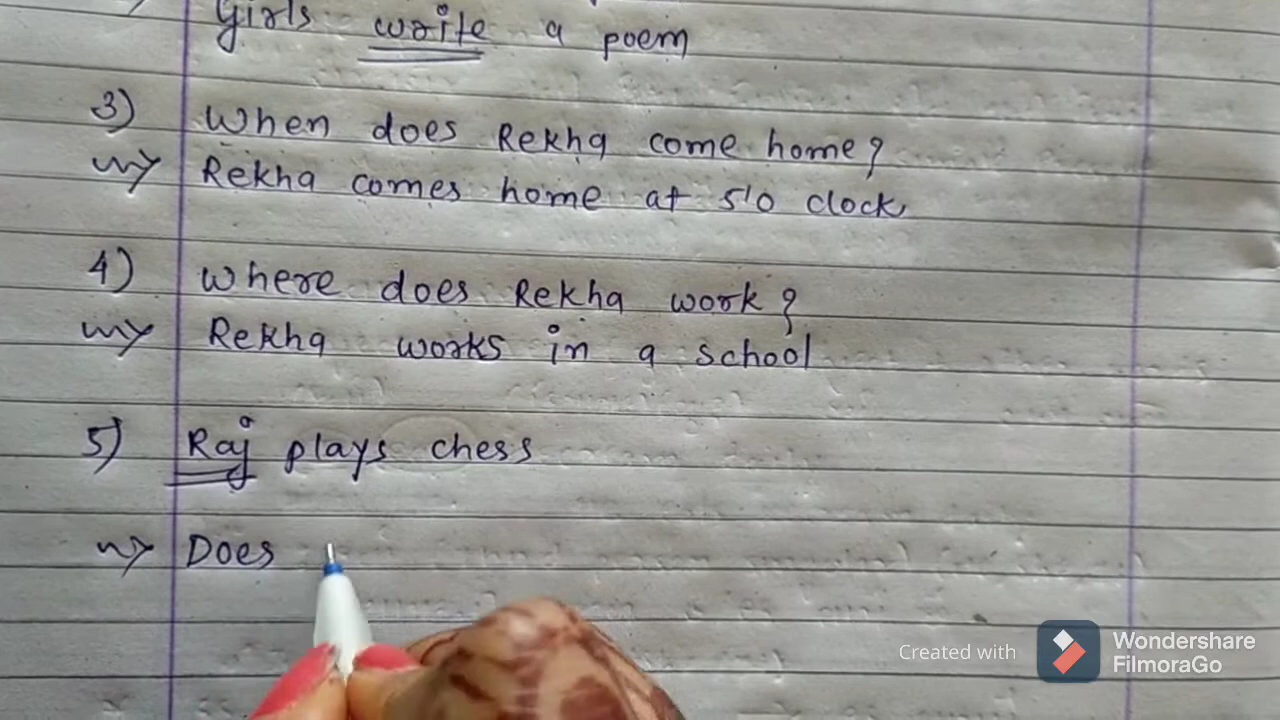 Girls write a poem
3) When does Rekha come home?
Rekha comes home at 5'0 clock
4) Where does Rekha work?
Rekha works in a school
5) Raj plays chess
Does
Created with Wondershare FilmoraGo